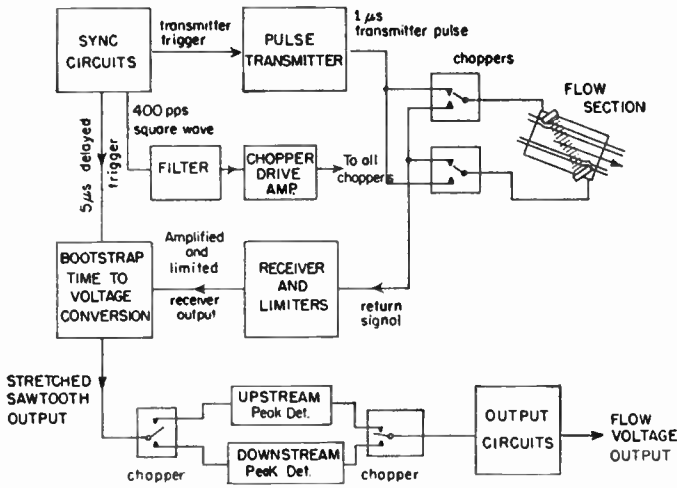 SYNC
CIRCUITS
transmitter
trigger
PULSE
TRANSMITTER
1 μs
transmitter pulse
choppers
FLOW
SECTION
400 pps
square wave
5μs delayed
trigger
FILTER
CHOPPER
DRIVE
AMP.
To all
choppers
BOOTSTRAP
TIME TO
VOLTAGE
CONVERSION
Amplified
and
limited
receiver
output
RECEIVER
AND
LIMITERS
return
signal
STRETCHED
SAWTOOTH
OUTPUT
chopper
UPSTREAM
Peak Det.
DOWNSTREAM
Peak Det.
chopper
OUTPUT
CIRCUITS
FLOW
VOLTAGE
OUTPUT